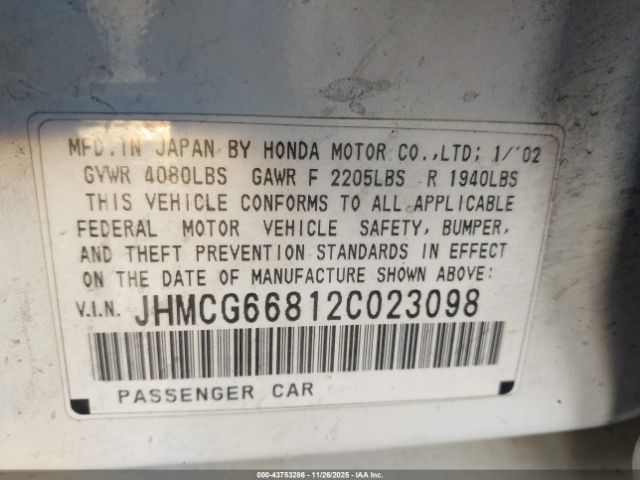 MFD. IN JAPAN BY HONDA MOTOR CO.,LTD; 1/'02
GVWR 4080LBS GAWR F 2205LBS R 1940LBS
THIS VEHICLE CONFORMS TO ALL APPLICABLE
FEDERAL MOTOR VEHICLE SAFETY, BUMPER,
AND THEFT PREVENTION STANDARDS IN EFFECT
ON THE DATE OF MANUFACTURE SHOWN ABOVE:
V.I.N. JHMCG66812C023098
PASSENGER CAR
000-43753286 - 11/26/2025 - IAA Inc.